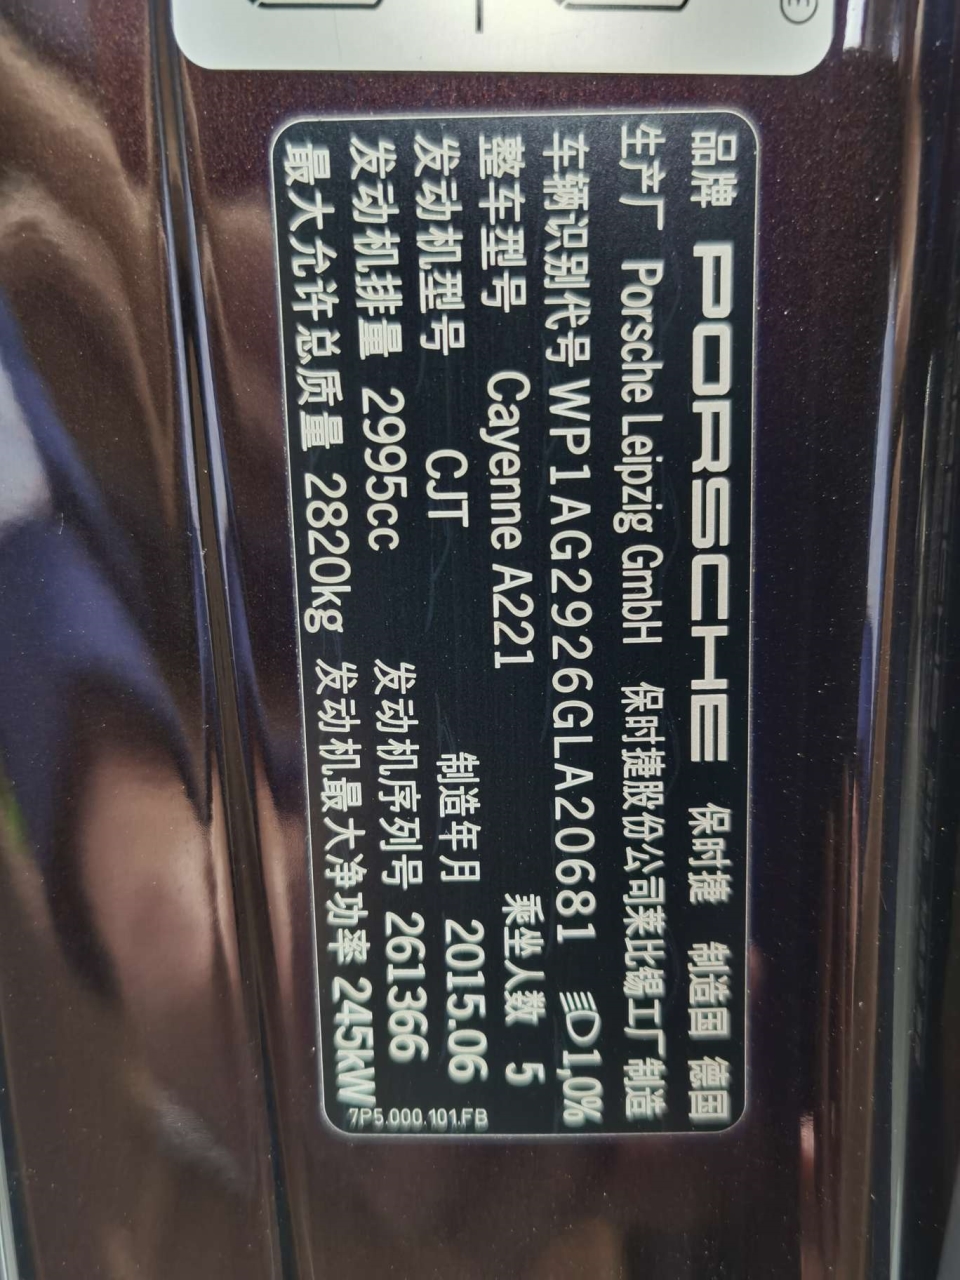 品牌 PORSCHE 保时捷 制造国 德国
生产厂 Porsche Leipzig GmbH 保时捷股份公司莱比锡工厂制造
车辆识别代号 WP1AG2926GLA20681 1,0%
整车型号 Cayenne A221 乘坐人数 5
发动机型号 CJT 制造年月 2015.06
发动机排量 2995cc 发动机序列号 261366
最大允许总质量 2820kg 发动机最大净功率 245kW
7P5.000.101.FB